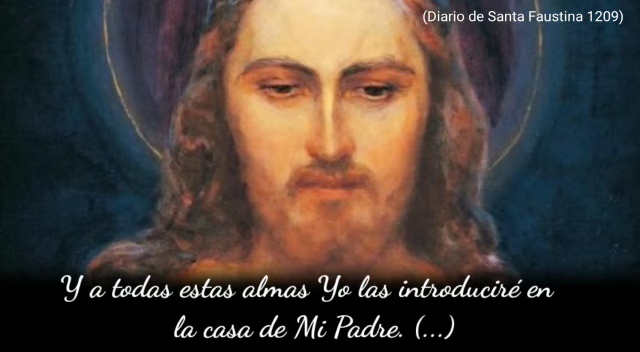 (Diario de Santa Faustina 1209)
Y a todas estas almas Yo las introduciré en
la casa de Mi Padre. (...)